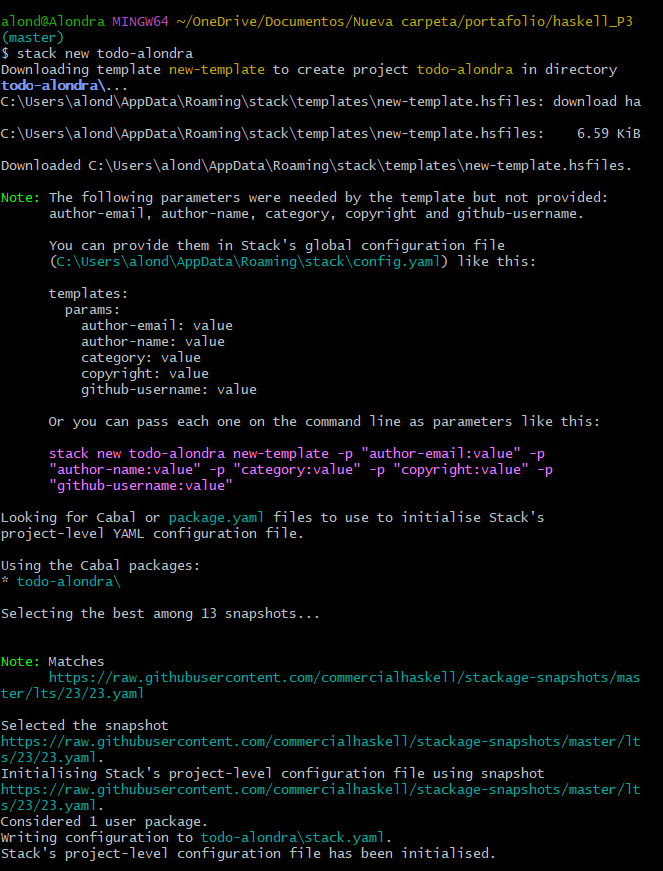 alond@Alondra MINGW64 ~/OneDrive/Documentos/Nueva carpeta/portafolio/haskell_P3
(master)
$ stack new todo-alondra
Downloading template new-template to create project todo-alondra in directory
todo-alondra\...
C:\Users\alond\AppData\Roaming\stack\templates\new-template.hsfiles: download ha
C:\Users\alond\AppData\Roaming\stack\templates\new-template.hsfiles:    6.59 KiB
Downloaded C:\Users\alond\AppData\Roaming\stack\templates\new-template.hsfiles.
Note: The following parameters were needed by the template but not provided:
author-email, author-name, category, copyright and github-username.
You can provide them in Stack's global configuration file
(C:\Users\alond\AppData\Roaming\stack\config.yaml) like this:
templates:
params:
author-email: value
author-name: value
category: value
copyright: value
github-username: value
Or you can pass each one on the command line as parameters like this:
stack new todo-alondra new-template -p "author-email:value" -p
"author-name:value" -p "category:value" -p "copyright:value" -p
"github-username:value"
Looking for Cabal or package.yaml files to use to initialise Stack's
project-level YAML configuration file.
Using the Cabal packages:
* todo-alondra\
Selecting the best among 13 snapshots...
Note: Matches
https://raw.githubusercontent.com/commercialhaskell/stackage-snapshots/mas
ter/lts/23/23.yaml
Selected the snapshot
https://raw.githubusercontent.com/commercialhaskell/stackage-snapshots/master/lt
s/23/23.yaml.
Initialising Stack's project-level configuration file using snapshot
https://raw.githubusercontent.com/commercialhaskell/stackage-snapshots/master/lt
s/23/23.yaml.
Considered 1 user package.
Writing configuration to todo-alondra\stack.yaml.
Stack's project-level configuration file has been initialised.